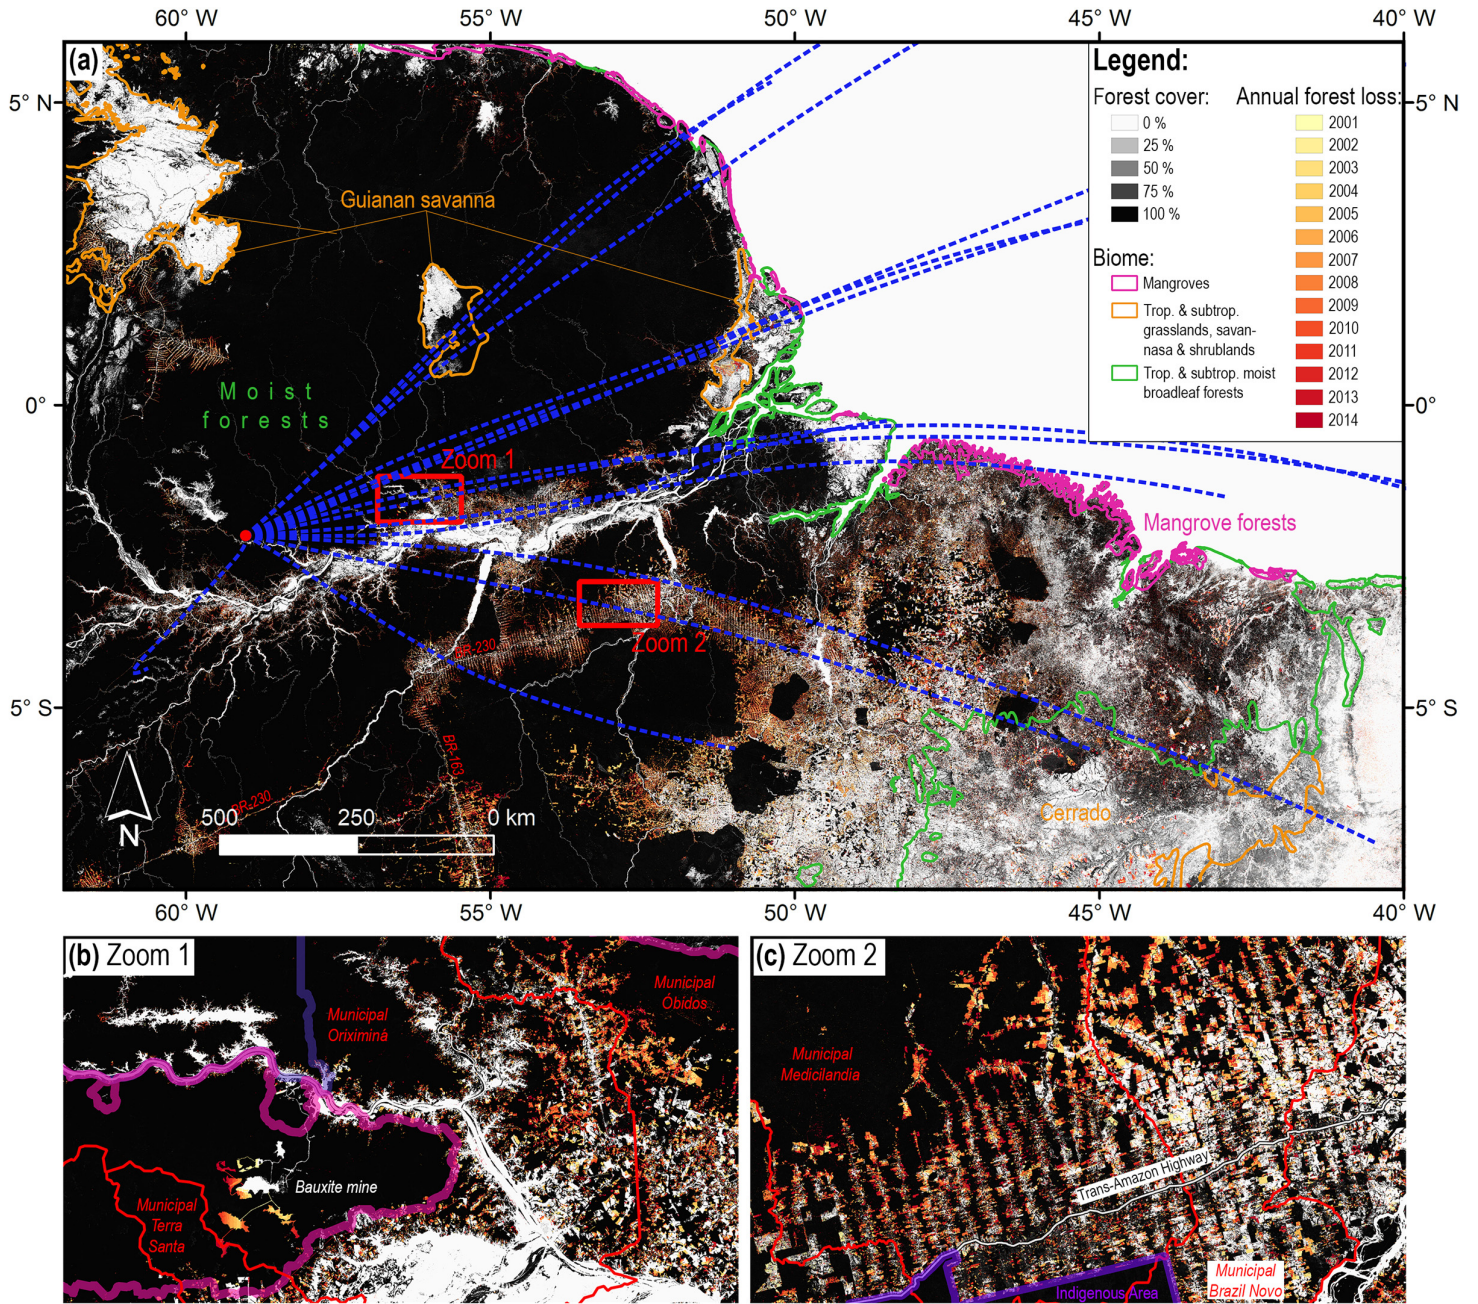 60° W 55° W 50° W 45° W 40° W
(a)
Legend:
Forest cover: Annual forest loss:
0 % 2001
25 % 2002
50 % 2003
75 % 2004
100 % 2005
2006
2007
2008
2009
2010
2011
2012
2013
2014
Biome:
Mangroves
Trop. & subtrop.
grasslands, savan-
nasa & shrublands
Trop. & subtrop. moist
broadleaf forests
5° N 5° N
Guianan savanna
Moist
forests
0° 0°
Zoom 1
Mangrove forests
Zoom 2
BR-230
5° S 5° S
BR-163
BR-230
Cerrado
500 250 0 km
N
60° W 55° W 50° W 45° W 40° W
(b) Zoom 1
Municipal
Óbidos
Municipal
Oriximiná
Bauxite mine
Municipal
Terra
Santa
(c) Zoom 2
Municipal
Medicilandia
Trans-Amazon Highway
Indigenous Area
Municipal
Brazil Novo